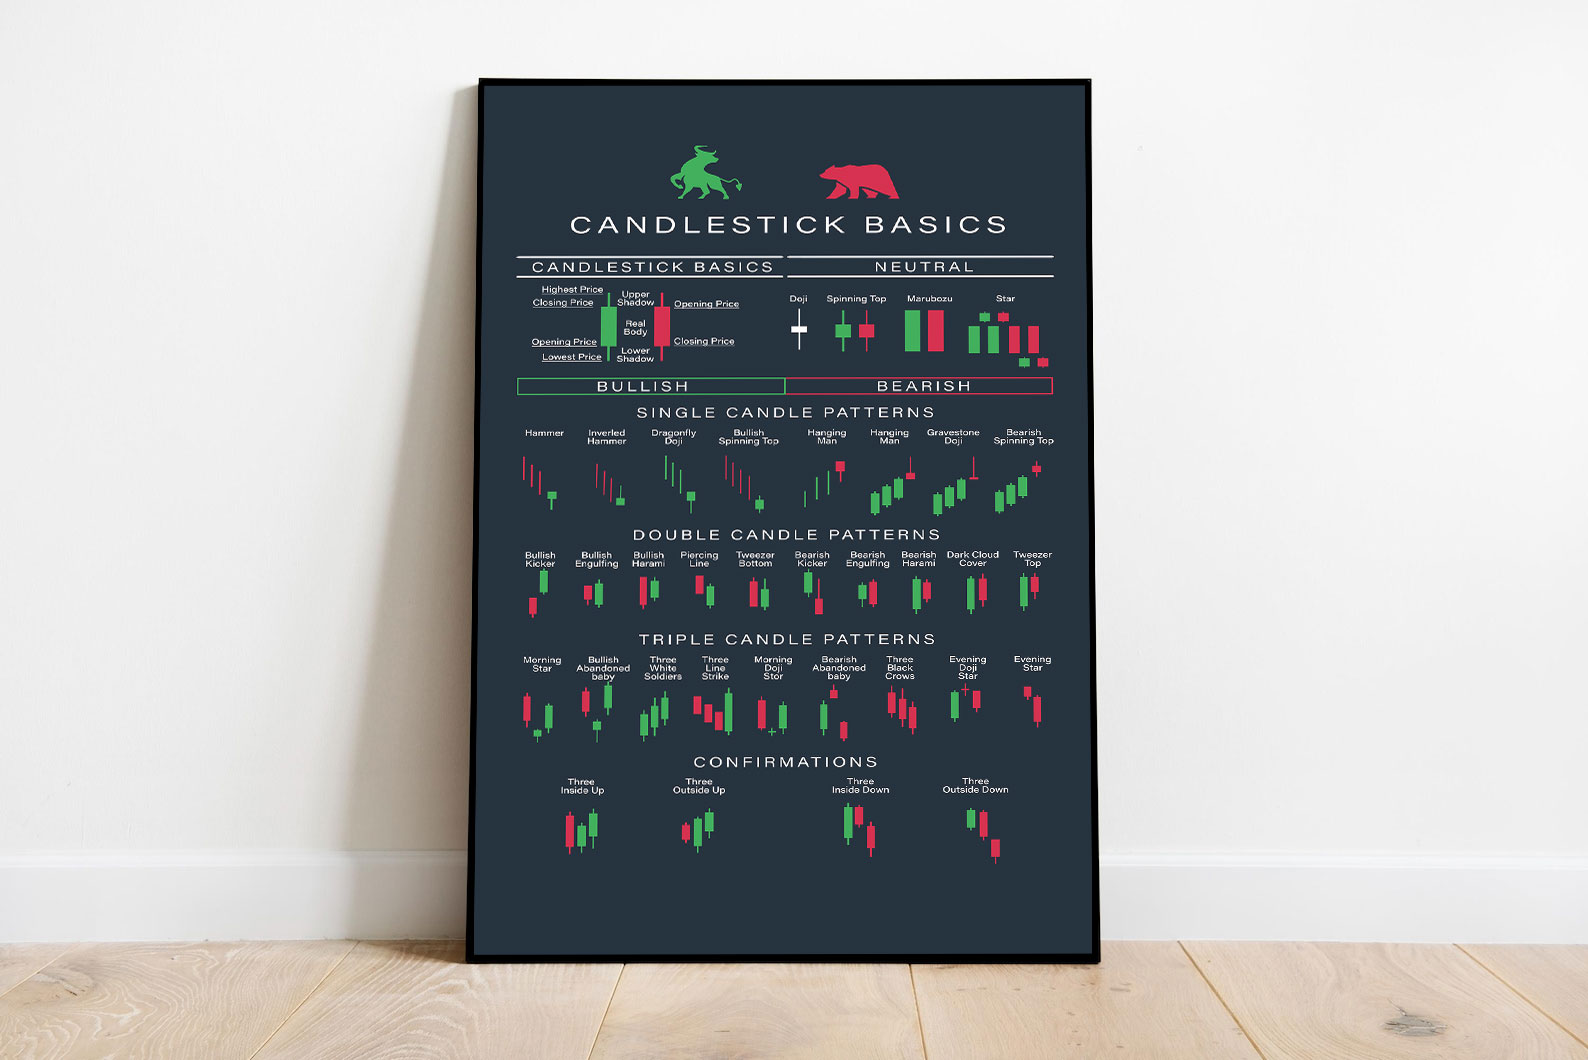 CANDLESTICK BASICS
CANDLESTICK BASICS
NEUTRAL
Highest Price
Closing Price
Upper
Shadow
Opening Price
Real
Body
Opening Price
Closing Price
Lowest Price
Lower
Shadow
Doji
Spinning Top
Marubozu
Star
BULLISH
BEARISH
SINGLE CANDLE PATTERNS
Hammer
Inverled
Hammer
Dragonfly
Doji
Bullish
Spinning Top
Hanging
Man
Hanging
Man
Gravestone
Doji
Bearish
Spinning Top
DOUBLE CANDLE PATTERNS
Bullish
Kicker
Bullish
Engulfing
Bullish
Harami
Piercing
Line
Tweezer
Bottom
Bearish
Kicker
Bearish
Engulfing
Bearish
Harami
Dark Cloud
Cover
Tweezer
Top
TRIPLE CANDLE PATTERNS
Morning
Star
Bullish
Abandoned
baby
Three
White
Soldiers
Three
Line
Strike
Morning
Doji
Stor
Bearish
Abandoned
baby
Three
Black
Crows
Evening
Doji
Star
Evening
Star
CONFIRMATIONS
Three
Inside Up
Three
Outside Up
Three
Inside Down
Three
Outside Down